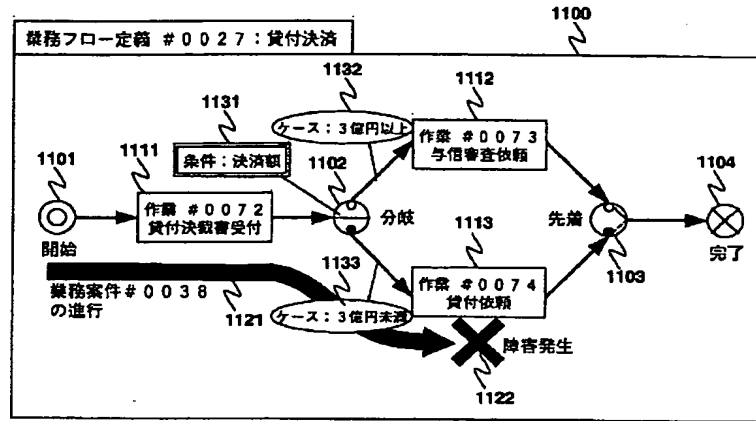 業務フロー定義 #0027：貸付決済
1100
1132
1112
1131
ケース：3億円以上
作業 #0073
与信審査依頼
1101
1111
条件：決済額
1102
1104
作業 #0072
貸付決裁書受付
分岐
1113
先着
開始
1133
作業 #0074
貸付依頼
1103
完了
業務案件#0038
の進行
1121
ケース：3億円未満
障害発生
1122